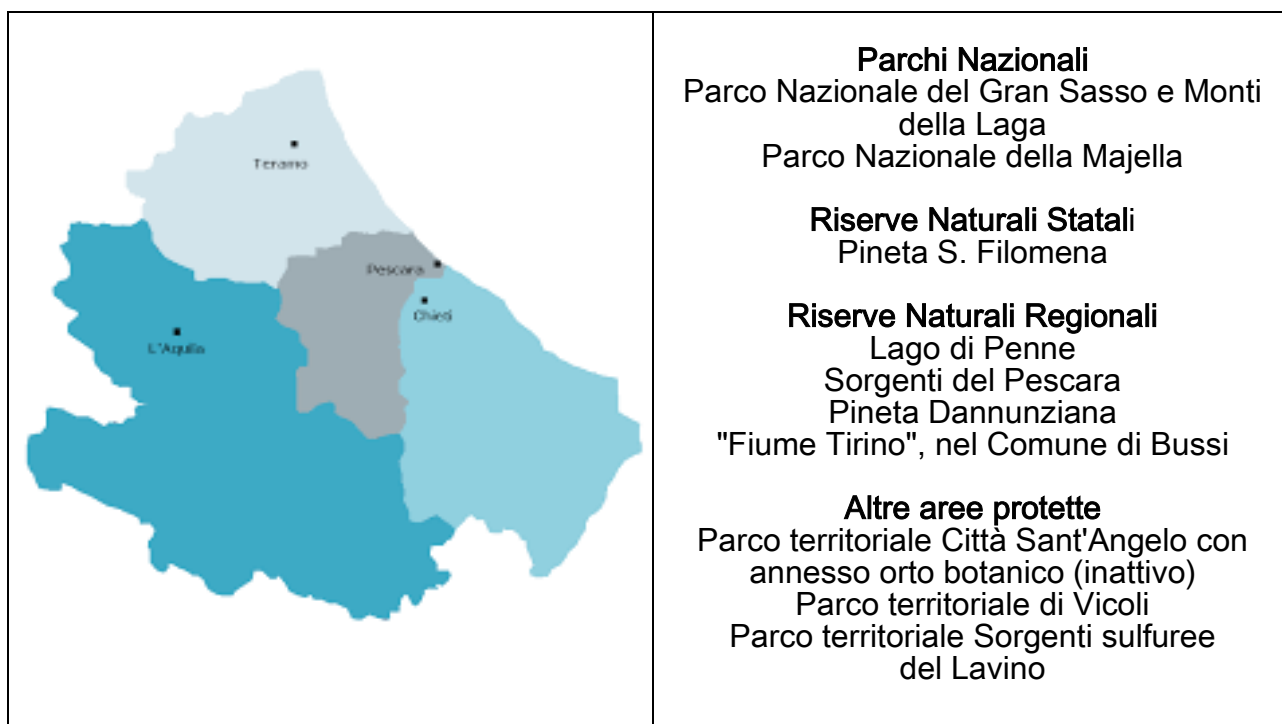 Teramo
Pescara
Chieti
L'Aquila
Parchi Nazionali
Parco Nazionale del Gran Sasso e Monti
della Laga
Parco Nazionale della Majella
Riserve Naturali Statali
Pineta S. Filomena
Riserve Naturali Regionali
Lago di Penne
Sorgenti del Pescara
Pineta Dannunziana
"Fiume Tirino", nel Comune di Bussi
Altre aree protette
Parco territoriale Città Sant'Angelo con
annesso orto botanico (inattivo)
Parco territoriale di Vicoli
Parco territoriale Sorgenti sulfuree
del Lavino